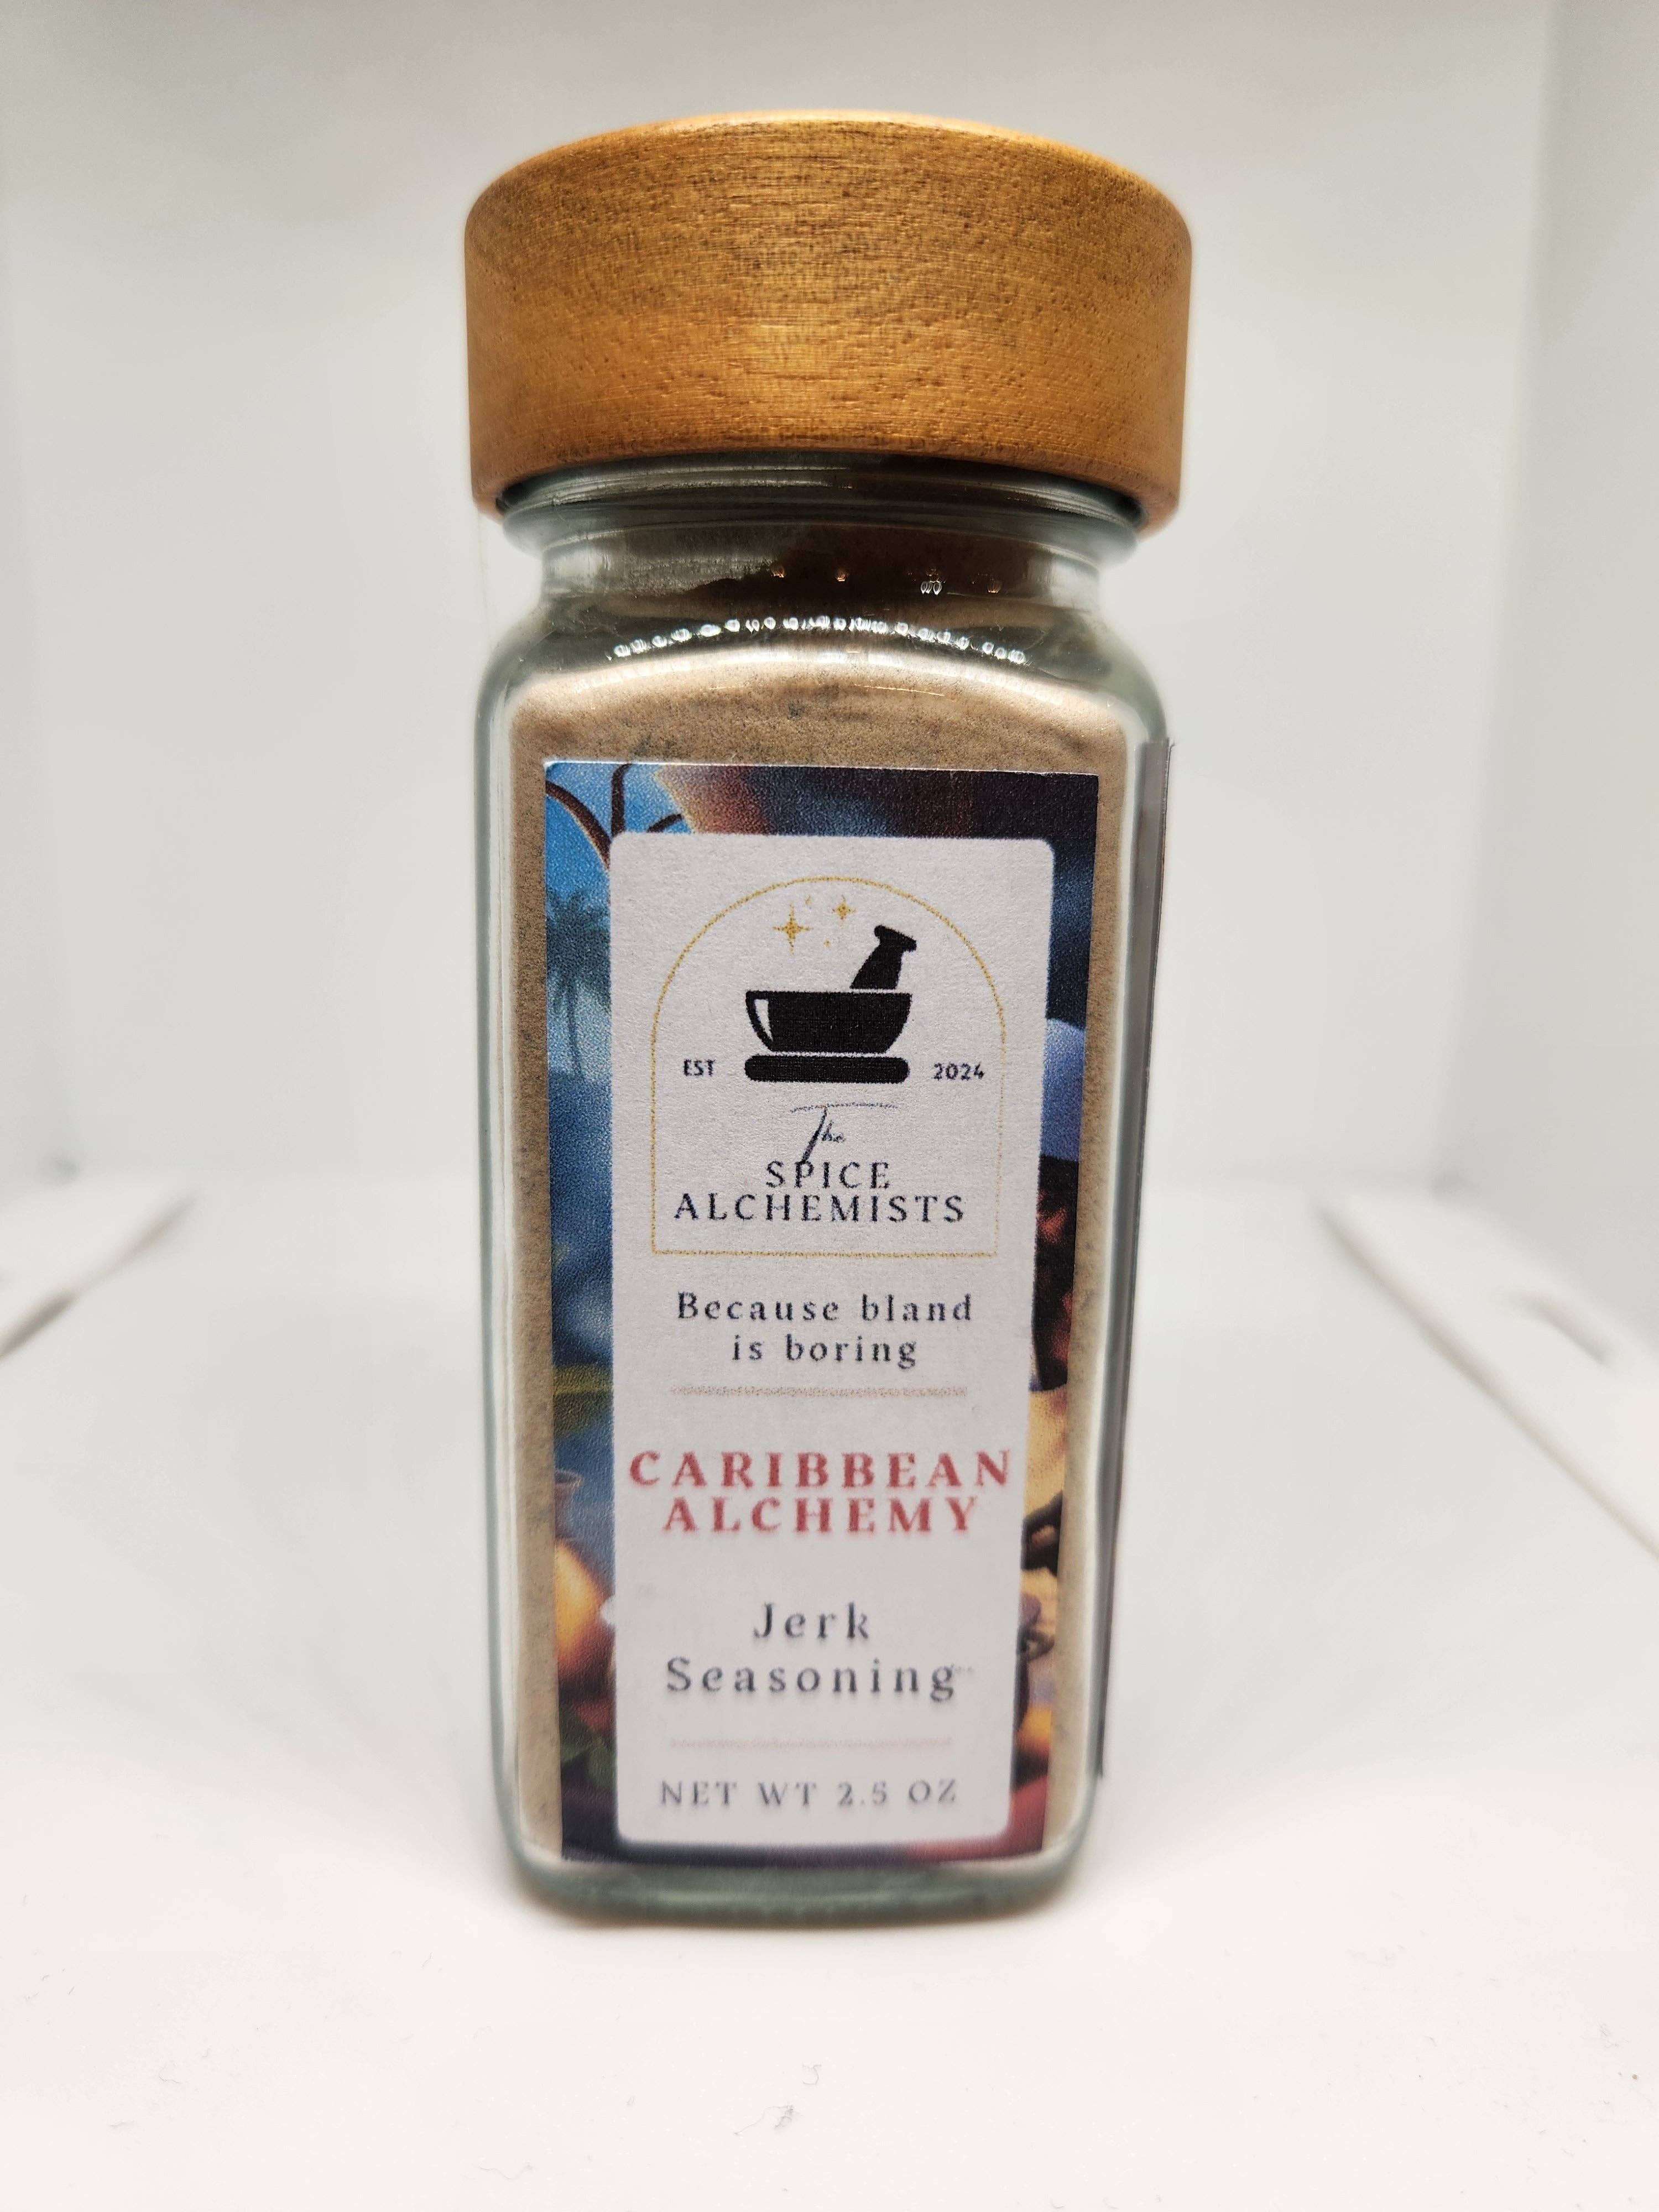 EST 2024
The
SPICE
ALCHEMISTS
Because bland
is boring
CARIBBEAN
ALCHEMY
Jerk
Seasoning
NET WT 2.5 OZ